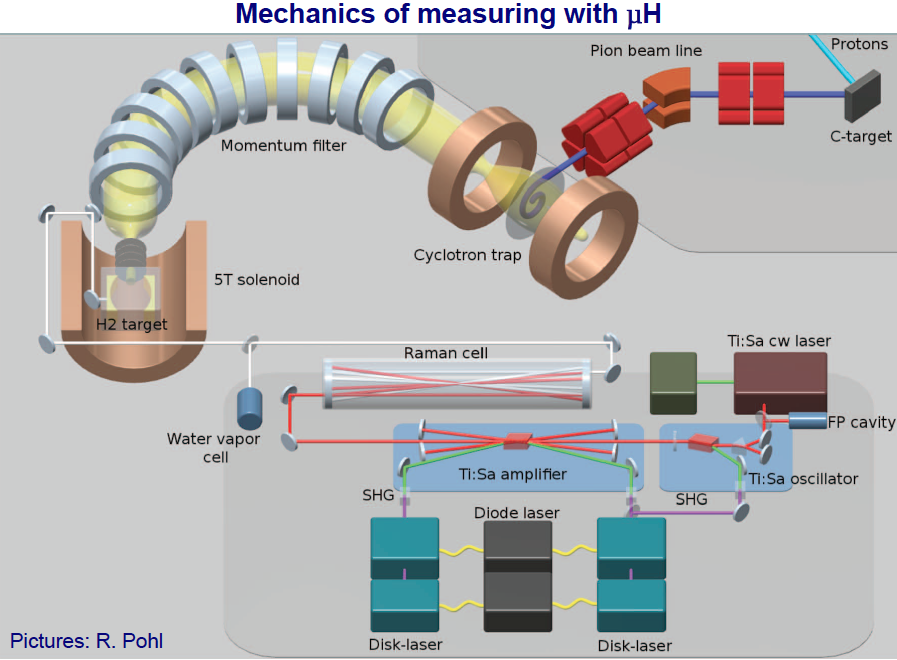 Mechanics of measuring with µH
Protons
Pion beam line
C-target
Momentum filter
Cyclotron trap
5T solenoid
H2 target
Ti:Sa cw laser
Raman cell
FP cavity
Water vapor
cell
Ti:Sa amplifier
Ti:Sa oscillator
SHG
SHG
Diode laser
Disk-laser
Disk-laser
Pictures: R. Pohl